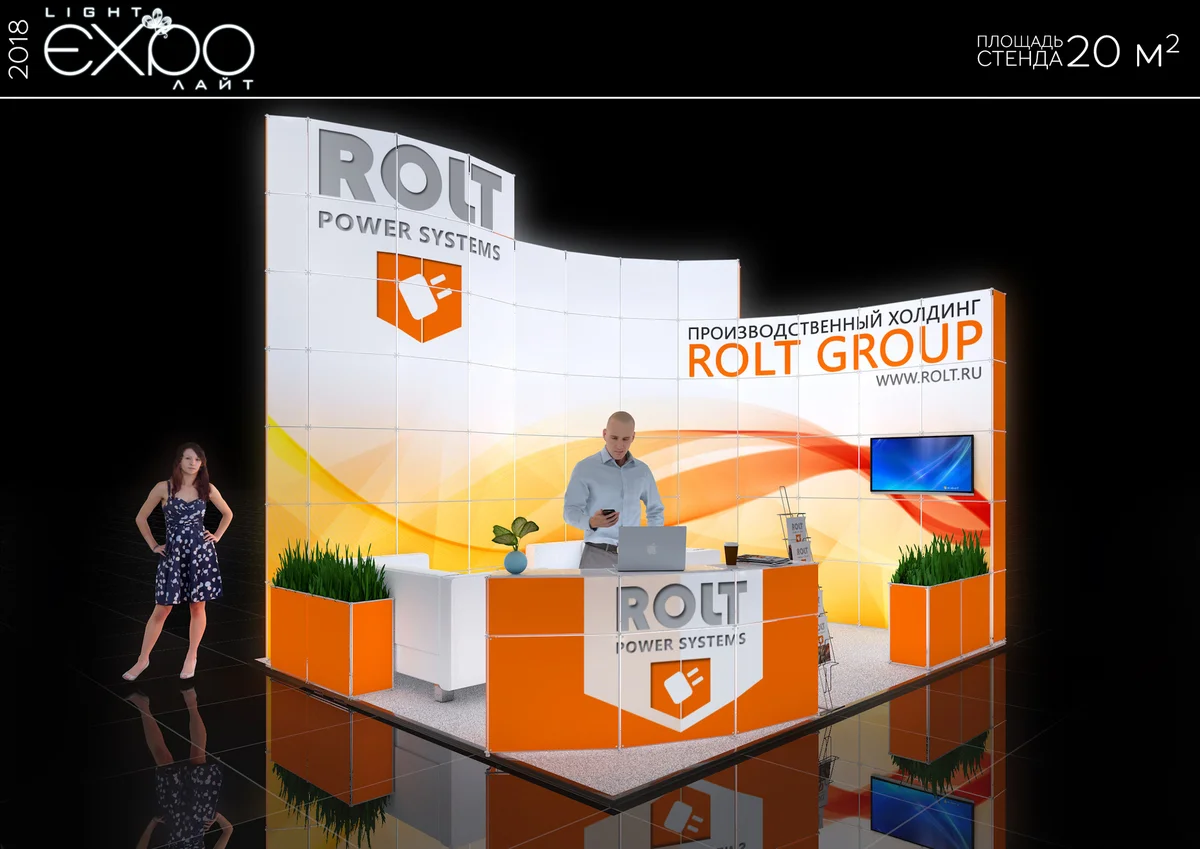 2018
LIGHT
EXPO
ЛАЙТ
ПЛОЩАДЬ
СТЕНДА 20 м²
ROLT
POWER SYSTEMS
ПРОИЗВОДСТВЕННЫЙ ХОЛДИНГ
ROLT GROUP
WWW.ROLT.RU
ROLT
POWER SYSTEMS